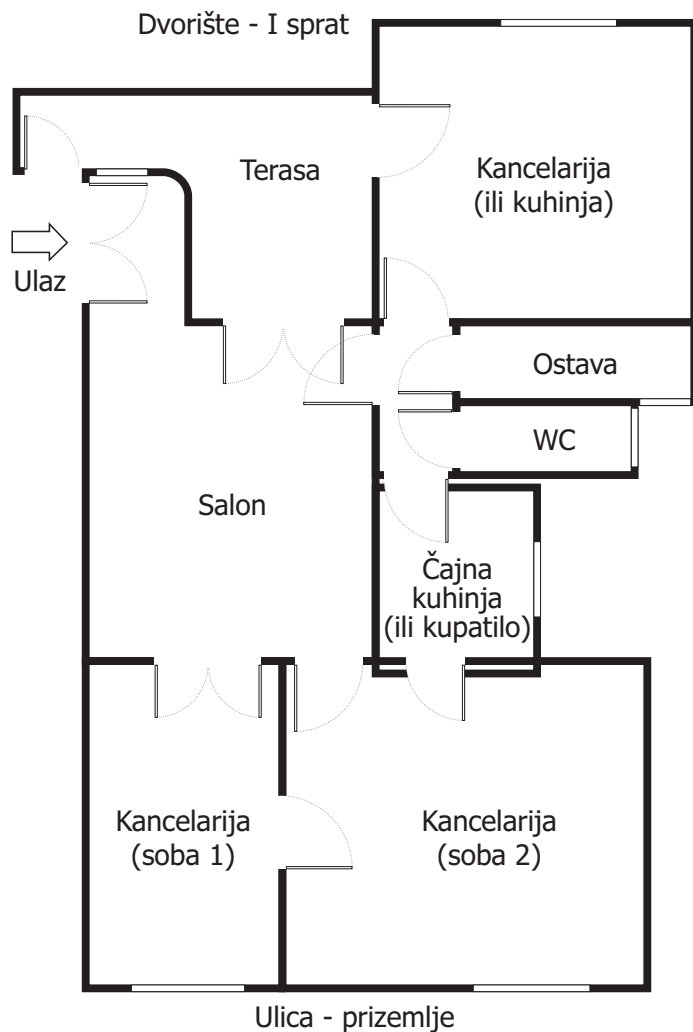 Dvorište - I sprat
Terasa
Kancelarija
(ili kuhinja)
Ulaz
Ostava
WC
Salon
Čajna
kuhinja
(ili kupatilo)
Kancelarija
(soba 1)
Kancelarija
(soba 2)
Ulica - prizemlje